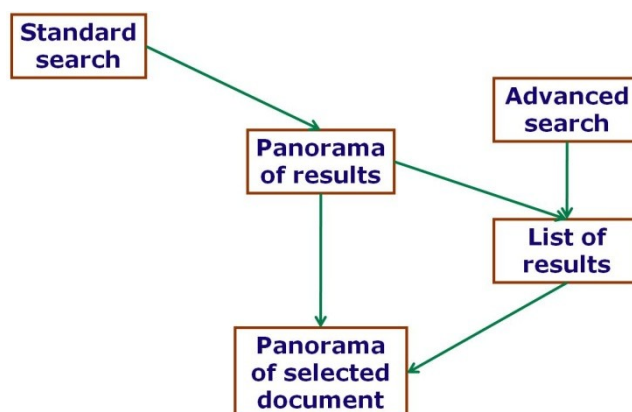 Standard
search
Advanced
search
Panorama
of results
List of
results
Panorama
of selected
document